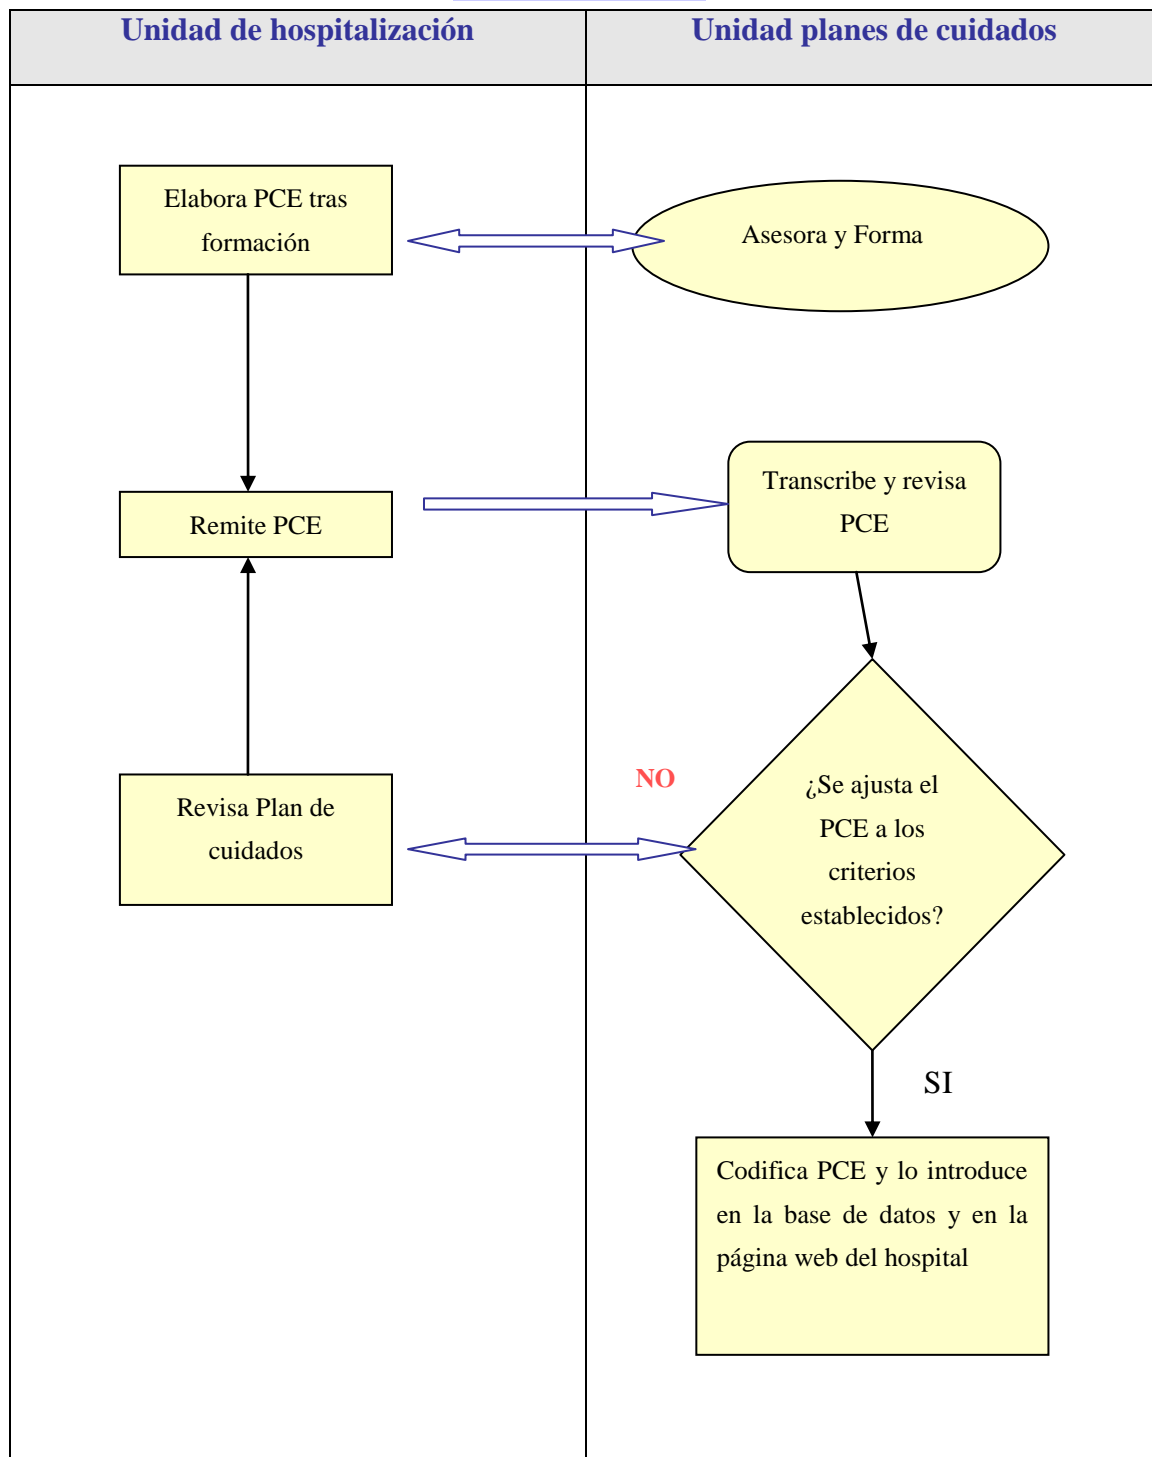 Unidad de hospitalización
Unidad planes de cuidados
Elabora PCE tras
formación
Asesora y Forma
Remite PCE
Transcribe y revisa
PCE
NO
¿Se ajusta el
PCE a los
criterios
establecidos?
Revisa Plan de
cuidados
SI
Codifica PCE y lo introduce
en la base de datos y en la
página web del hospital